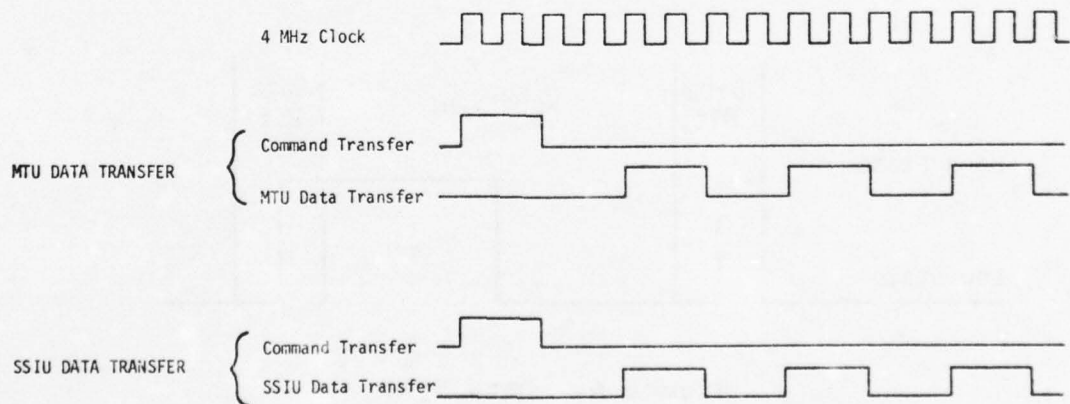 4 MHz Clock
Command Transfer
MTU DATA TRANSFER
MTU Data Transfer
Command Transfer
SSIU DATA TRANSFER
SSIU Data Transfer